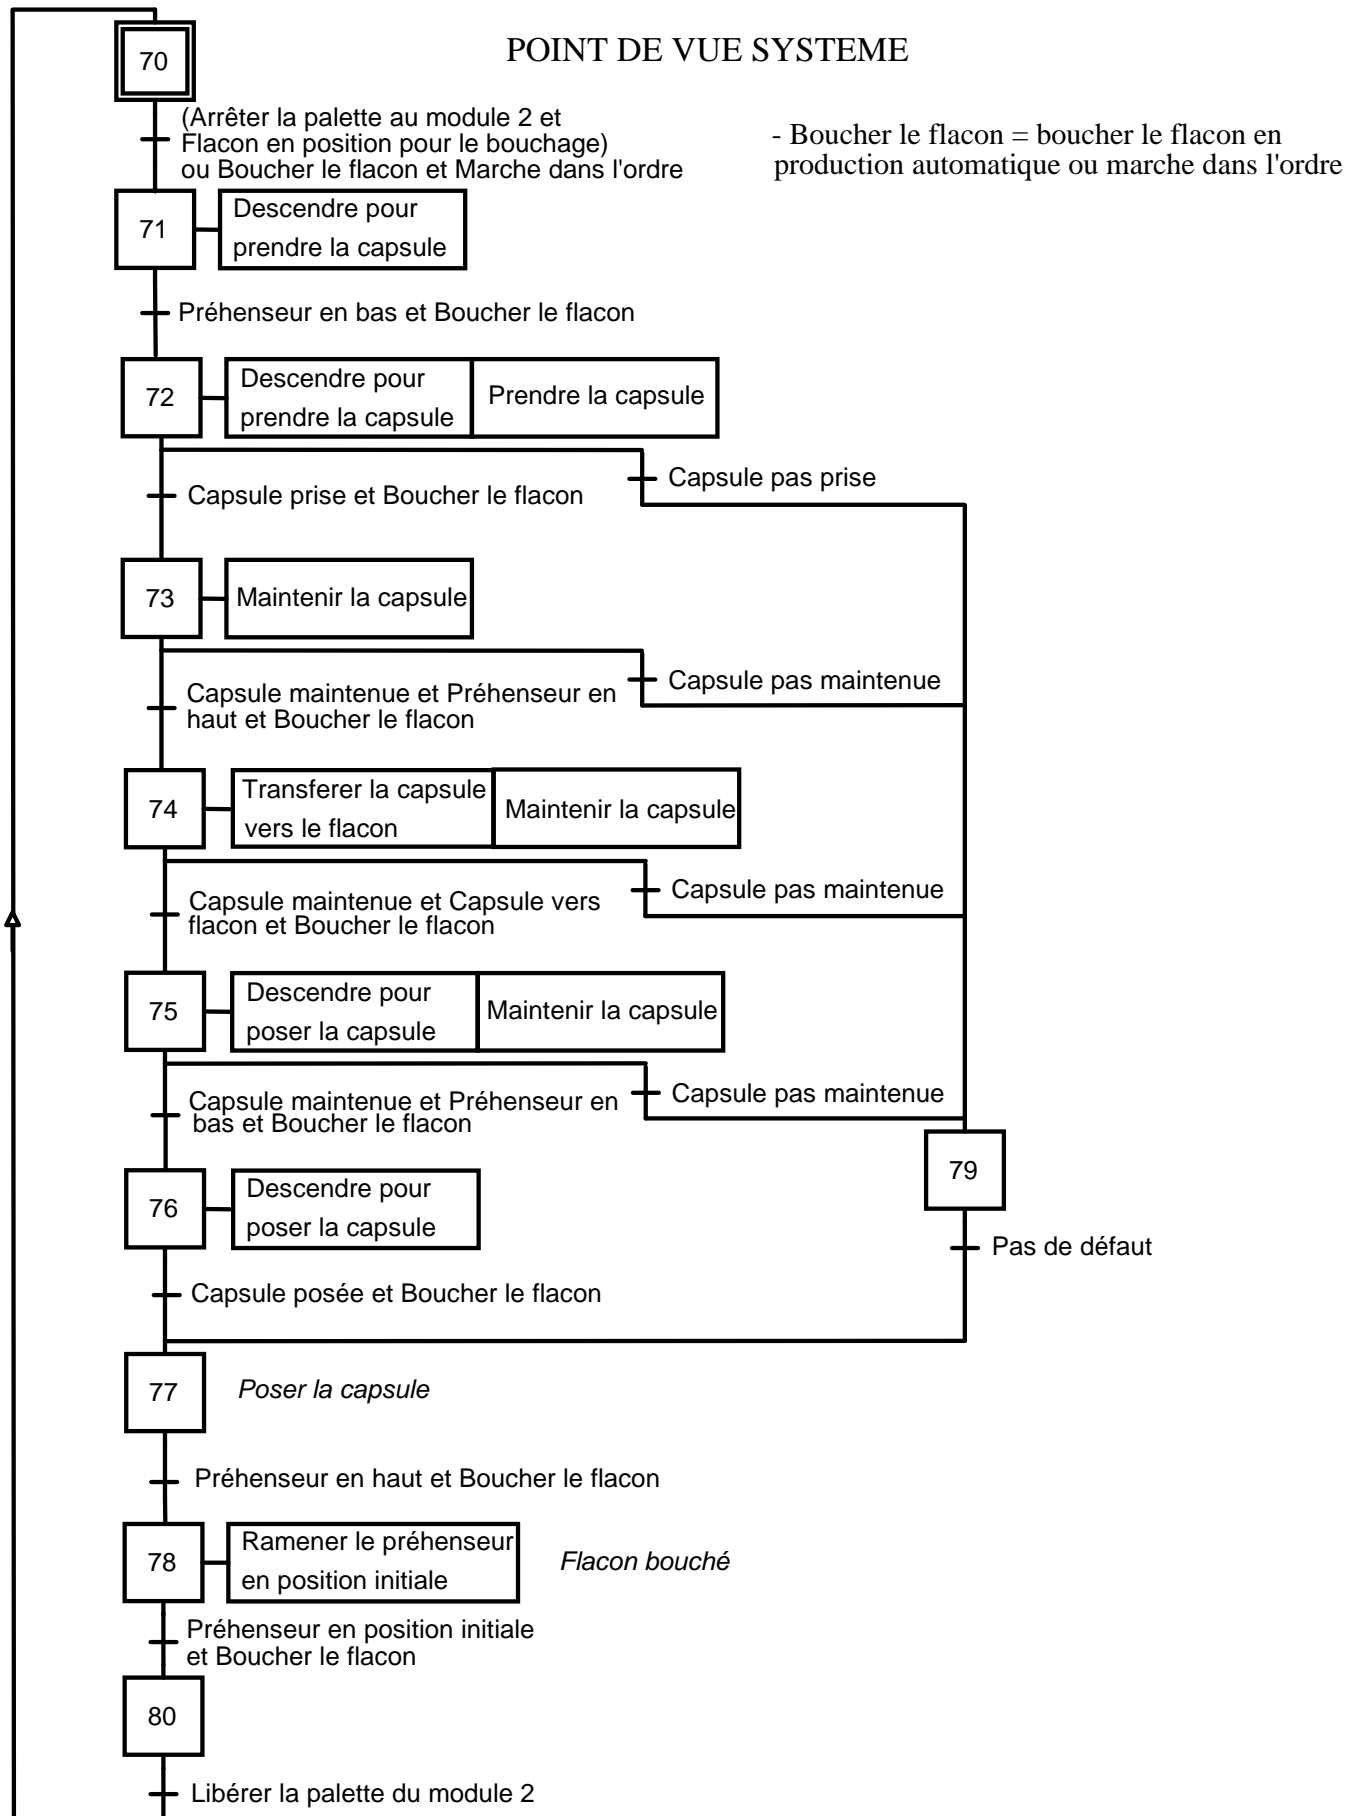 POINT DE VUE SYSTEME
70
(Arrêter la palette au module 2 et
Flacon en position pour le bouchage)
ou Boucher le flacon et Marche dans l'ordre
- Boucher le flacon = boucher le flacon en
production automatique ou marche dans l'ordre
71
Descendre pour
prendre la capsule
Préhenseur en bas et Boucher le flacon
72
Descendre pour
prendre la capsule
Prendre la capsule
Capsule prise et Boucher le flacon
Capsule pas prise
73
Maintenir la capsule
Capsule maintenue et Préhenseur en
haut et Boucher le flacon
Capsule pas maintenue
74
Transferer la capsule
vers le flacon
Maintenir la capsule
Capsule maintenue et Capsule vers
flacon et Boucher le flacon
Capsule pas maintenue
75
Descendre pour
poser la capsule
Maintenir la capsule
Capsule maintenue et Préhenseur en
bas et Boucher le flacon
Capsule pas maintenue
76
Descendre pour
poser la capsule
79
Pas de défaut
Capsule posée et Boucher le flacon
77
Poser la capsule
Préhenseur en haut et Boucher le flacon
78
Ramener le préhenseur
en position initiale
Flacon bouché
Préhenseur en position initiale
et Boucher le flacon
80
Libérer la palette du module 2